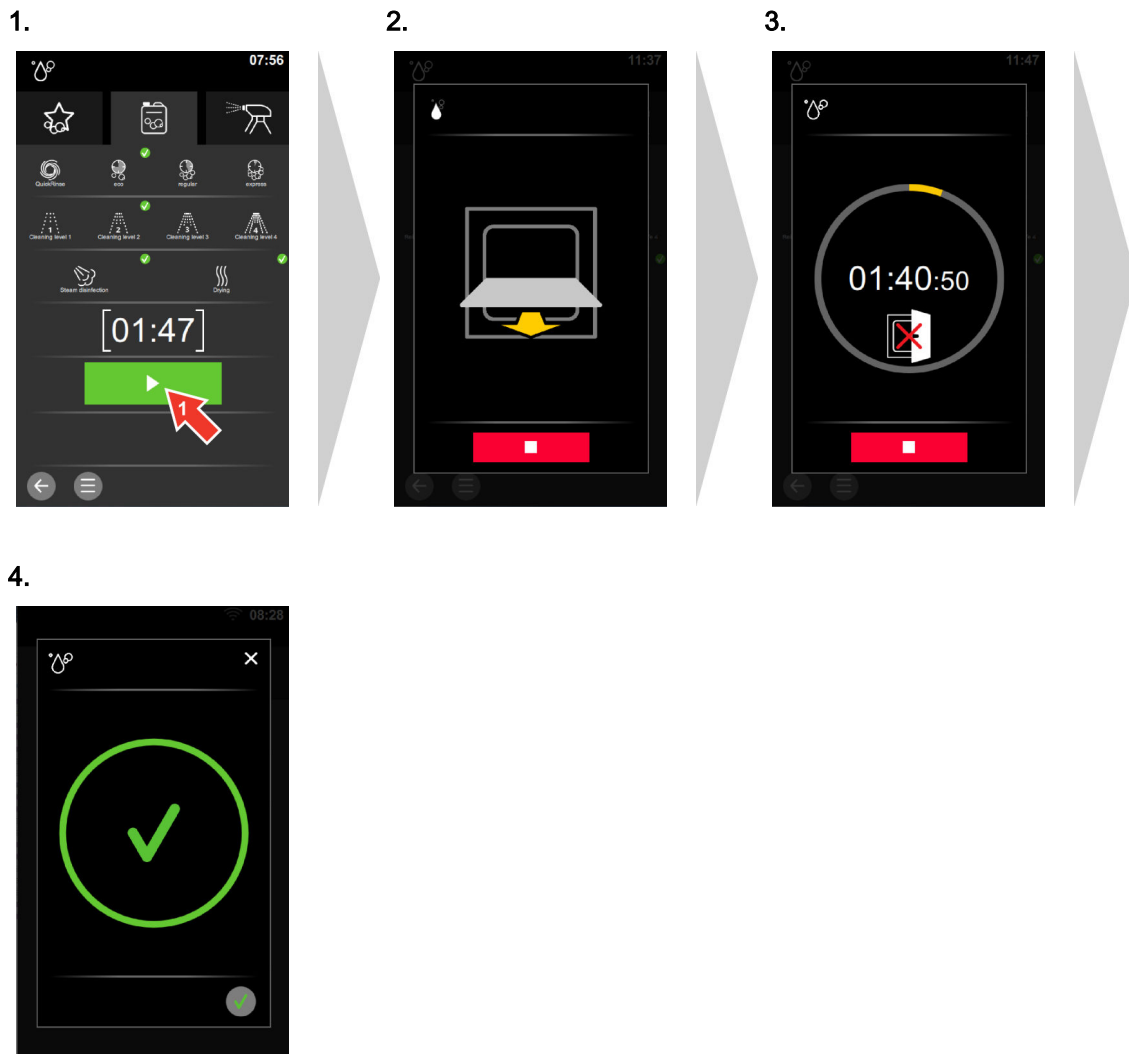 1.
2.
3.
07:56
QuickRinse
eco
regular
express
1
2
3
4
Cleaning level 1
Cleaning level 2
Cleaning level 3
Cleaning level 4
Steam disinfection
Drying
[01:47]
1
11:37
11:47
01:40:50
4.
08:28